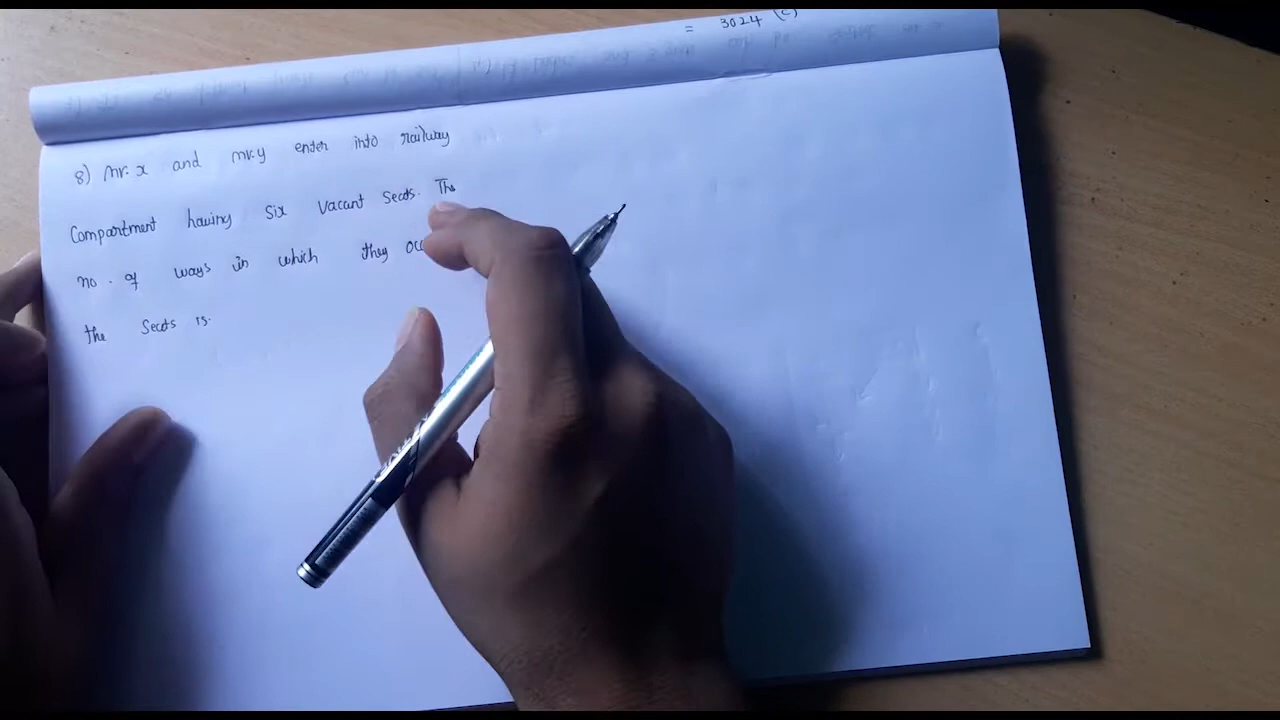 = 3024 (c)
8) Mr. x and mr. y enter into railway
Compartment having six vacant seats. The
no. of ways in which they
the seats is.